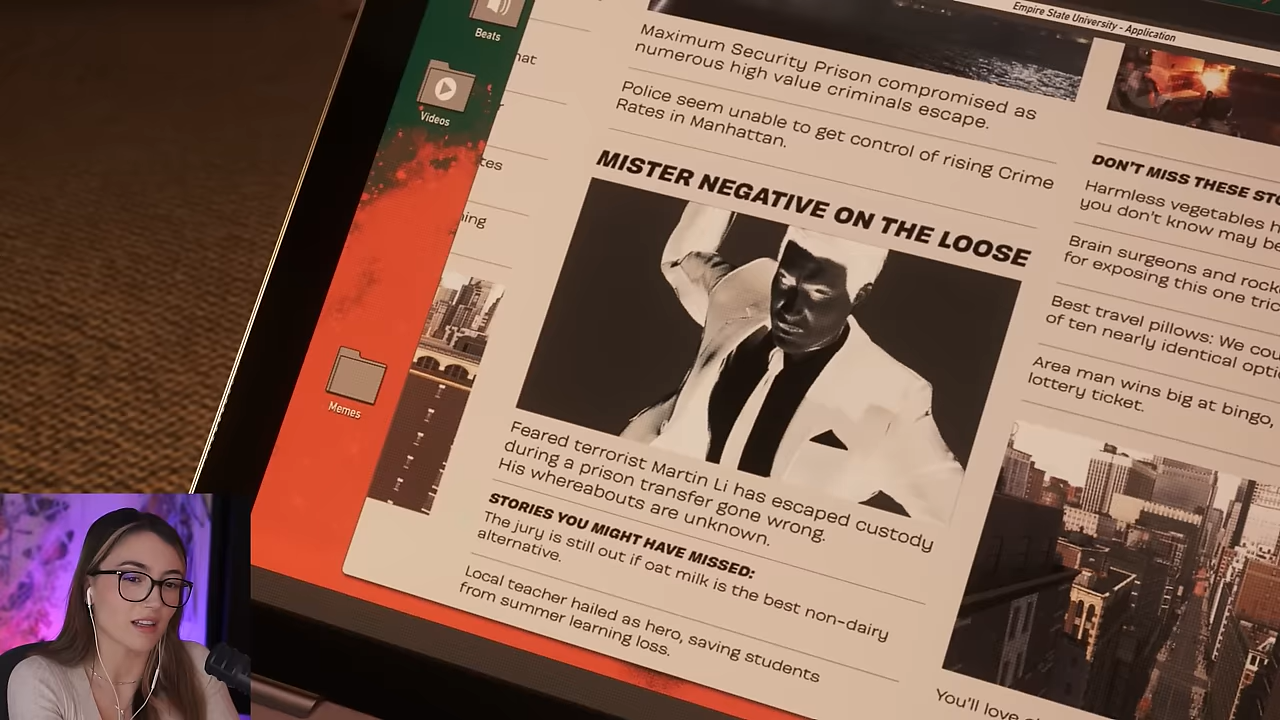 Empire State University - Application
Beats
Videos
Memes
Maximum Security Prison compromised as
numerous high value criminals escape.
Police seem unable to get control of rising Crime
Rates in Manhattan.
MISTER NEGATIVE ON THE LOOSE
Feared terrorist Martin Li has escaped custody
during a prison transfer gone wrong.
His whereabouts are unknown.
STORIES YOU MIGHT HAVE MISSED:
The jury is still out if oat milk is the best non-dairy
alternative.
Local teacher hailed as hero, saving students
from summer learning loss.
DON'T MISS THESE
Harmless vegetables
you don't know may be
Brain surgeons and
for exposing this one
Best travel pillows: We
of ten nearly identical
Area man wins big at bingo,
lottery ticket.
You'll love